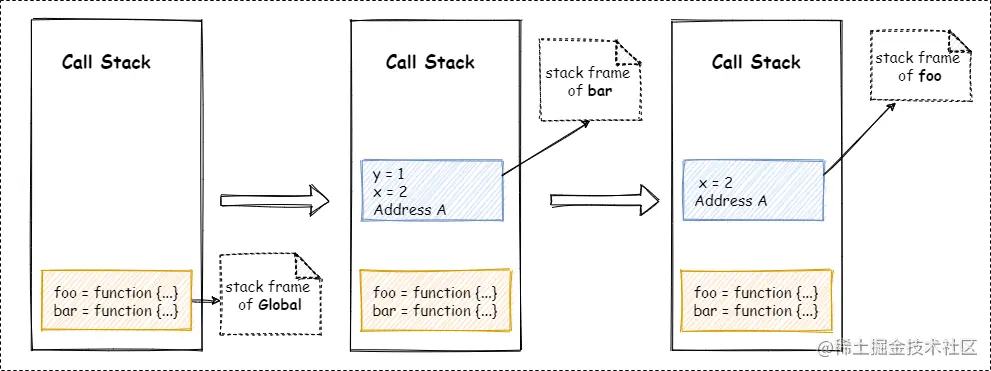 Call Stack
foo = function {...}
bar = function {...}
stack frame
of Global
Call Stack
y = 1
x = 2
Address A
foo = function {...}
bar = function {...}
stack frame
of bar
Call Stack
x = 2
Address A
foo = function {...}
bar = function {...}
stack frame
of foo
@稀土掘金技术社区